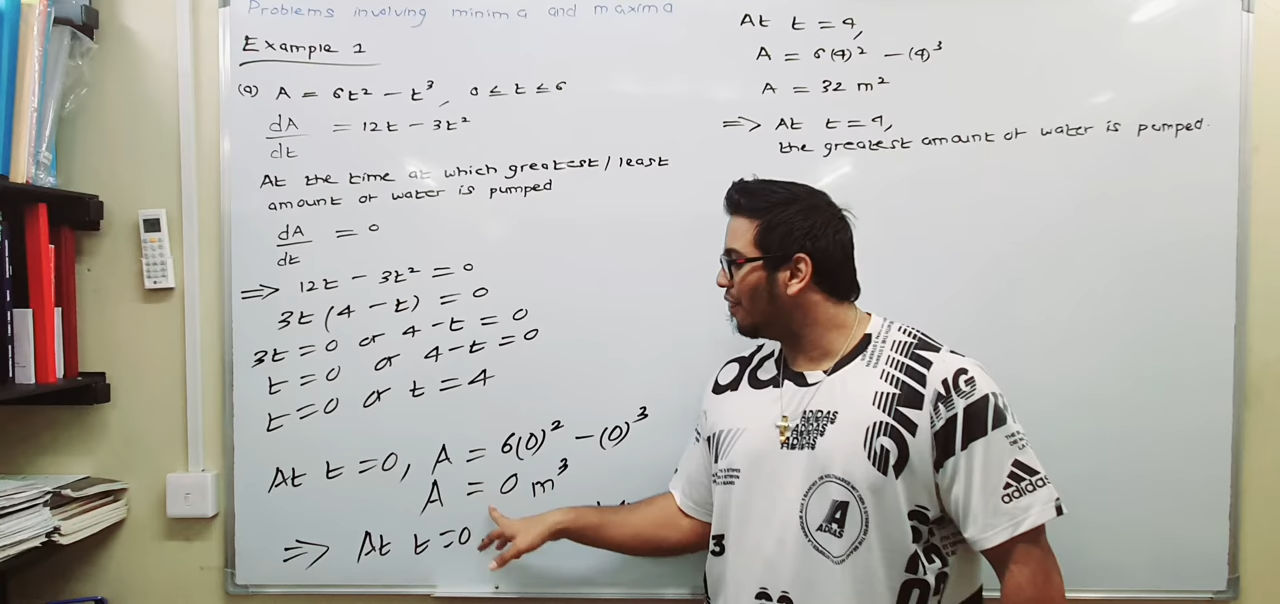 Problems involving minima and maxima
Example 1
(a) A = 6t² - t³, 0 ≤ t ≤ 6
dA/dt = 12t - 3t²
At the time at which greatest/least
amount of water is pumped
dA/dt = 0
=> 12t - 3t² = 0
3t(4 - t) = 0
3t = 0 or 4 - t = 0
t = 0 or 4 - t = 0
t = 0 or t = 4
At t = 0, A = 6(0)² - (0)³
A = 0 m³
=> At t = 0
At t = 4,
A = 6(4)² - (4)³
A = 32 m²
=> At t = 4,
the greatest amount of water is pumped.
ADIDAS
ADIDAS
ADIDAS
NING
adidas
A
ADIDAS
3